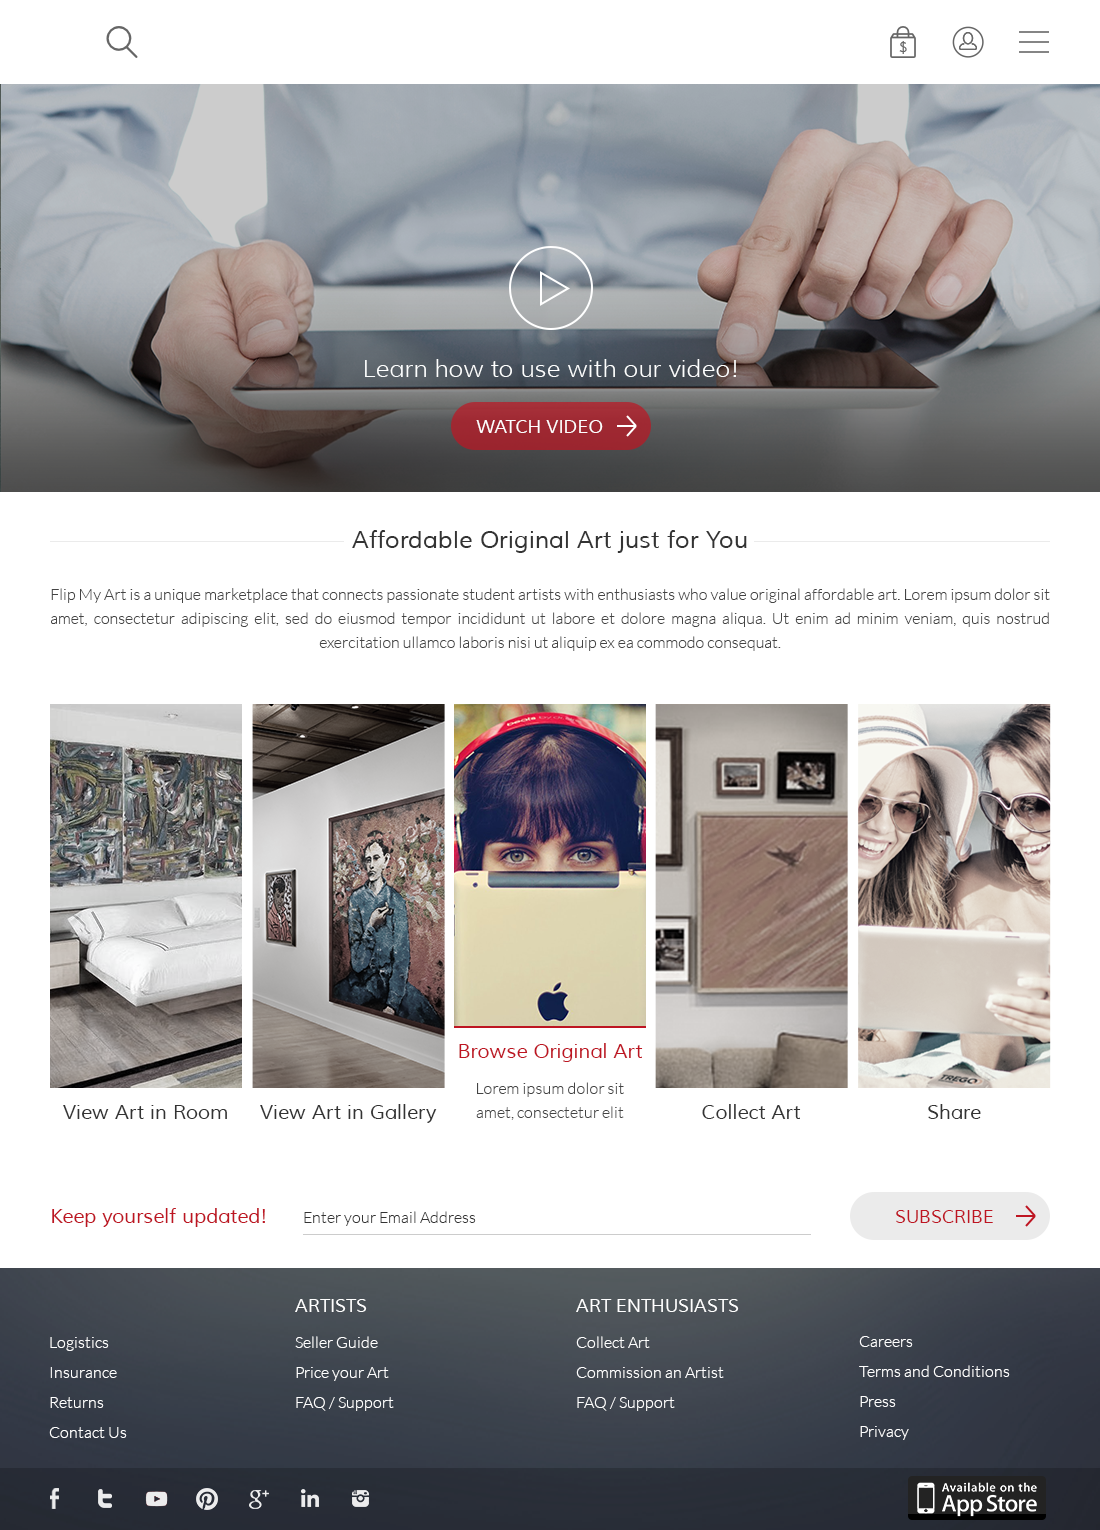 $
Learn how to use with our video!
WATCH VIDEO
Affordable Original Art just for You
Flip My Art is a unique marketplace that connects passionate student artists with enthusiasts who value original affordable art. Lorem ipsum dolor sit
amet, consectetur adipiscing elit, sed do eiusmod tempor incididunt ut labore et dolore magna aliqua. Ut enim ad minim veniam, quis nostrud
exercitation ullamco laboris nisi ut aliquip ex ea commodo consequat.
beats
TREGO
View Art in Room
View Art in Gallery
Browse Original Art
Lorem ipsum dolor sit
amet, consectetur elit
Collect Art
Share
Keep yourself updated!
Enter your Email Address
SUBSCRIBE
Logistics
Insurance
Returns
Contact Us
ARTISTS
Seller Guide
Price your Art
FAQ / Support
ART ENTHUSIASTS
Collect Art
Commission an Artist
FAQ / Support
Careers
Terms and Conditions
Press
Privacy
Available on the
App Store